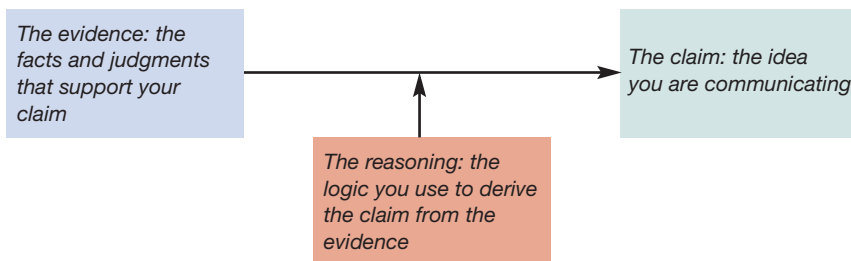 The evidence: the
facts and judgments
that support your
claim
The claim: the idea
you are communicating
The reasoning: the
logic you use to derive
the claim from the
evidence